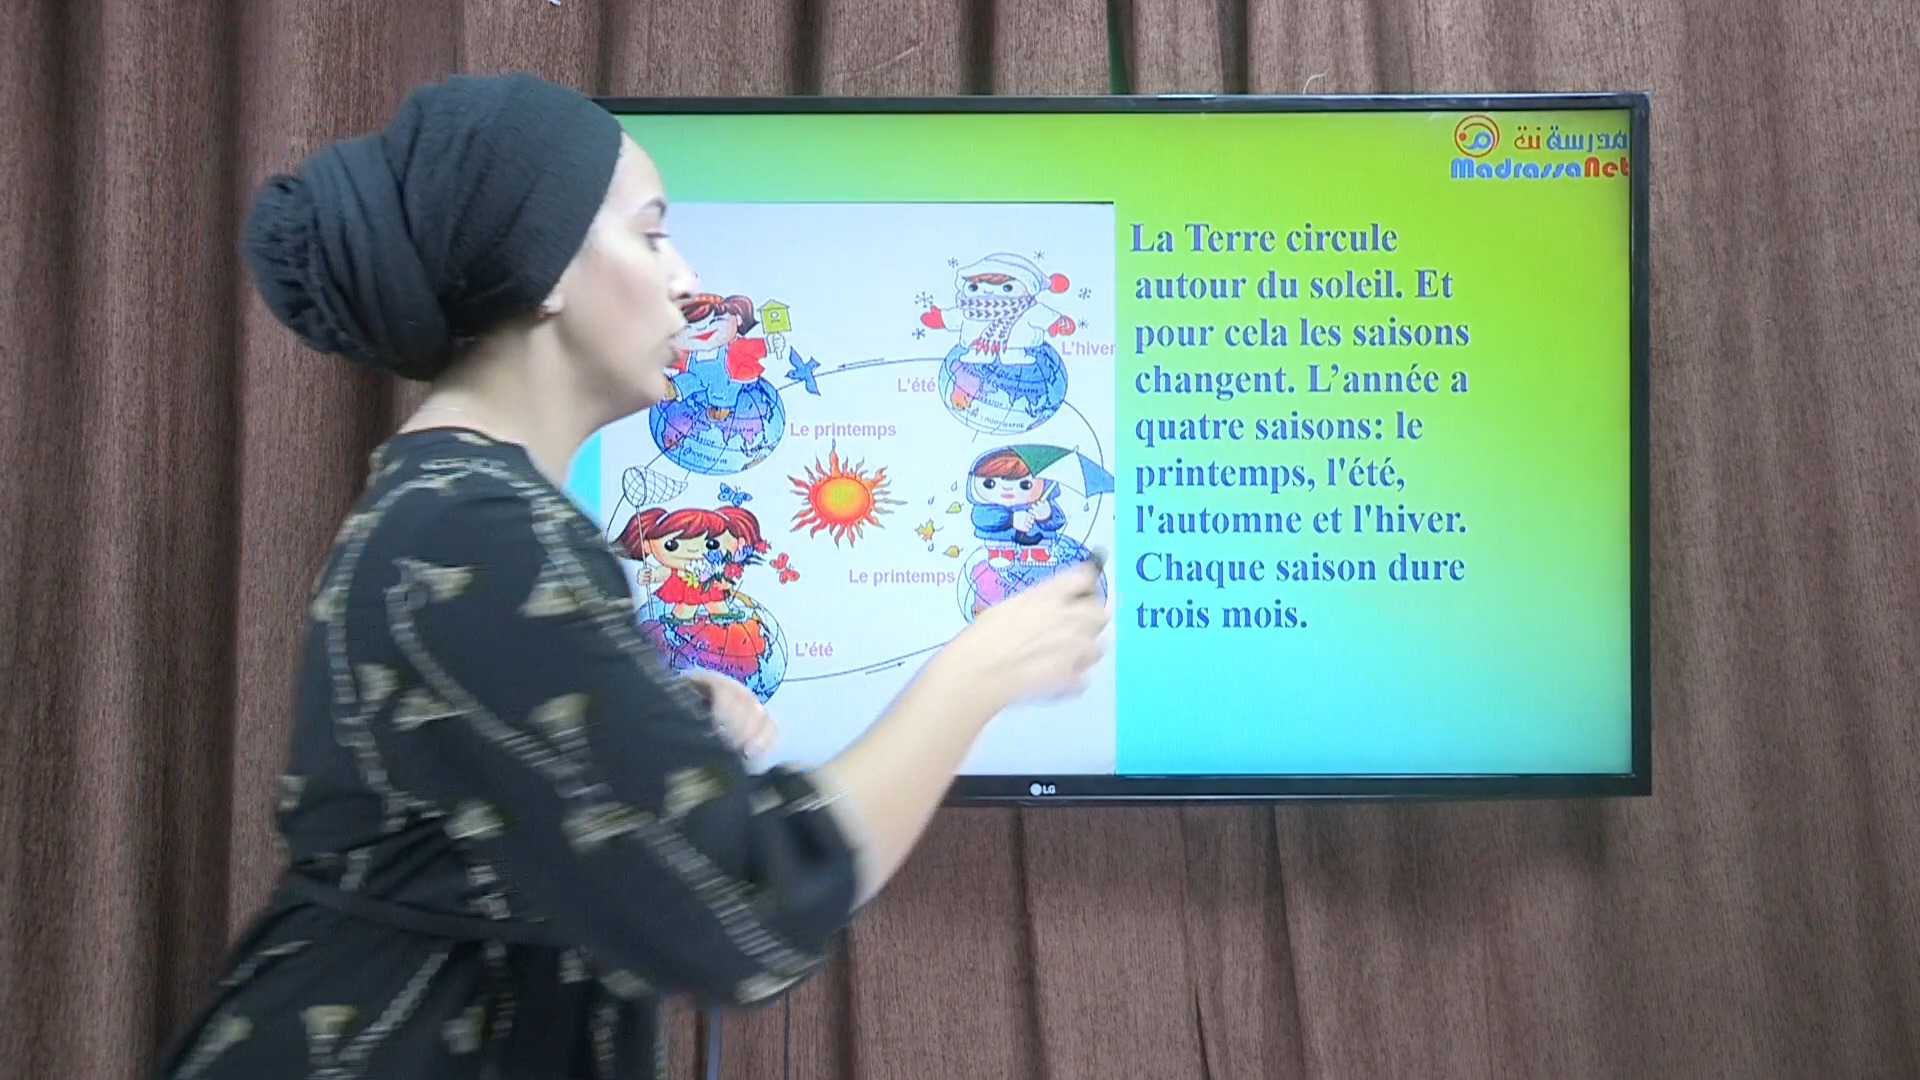 مدرسة نت
MadrassaNet
La Terre circule
autour du soleil. Et
pour cela les saisons
changent. L’année a
quatre saisons: le
printemps, l'été,
l'automne et l'hiver.
Chaque saison dure
trois mois.
L'hiver
L'été
Le printemps
Le printemps
L'été
LG